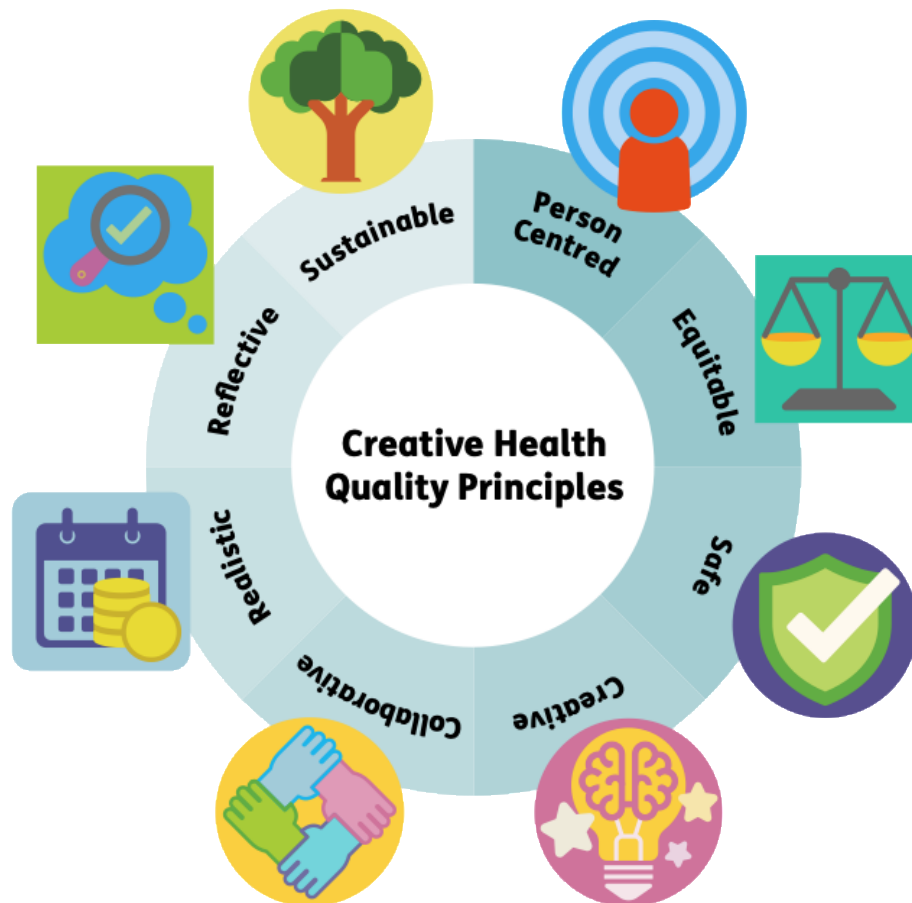 Creative Health
Quality Principles
Person
Centred
Equitable
Safe
Creative
Collaborative
Realistic
Reflective
Sustainable